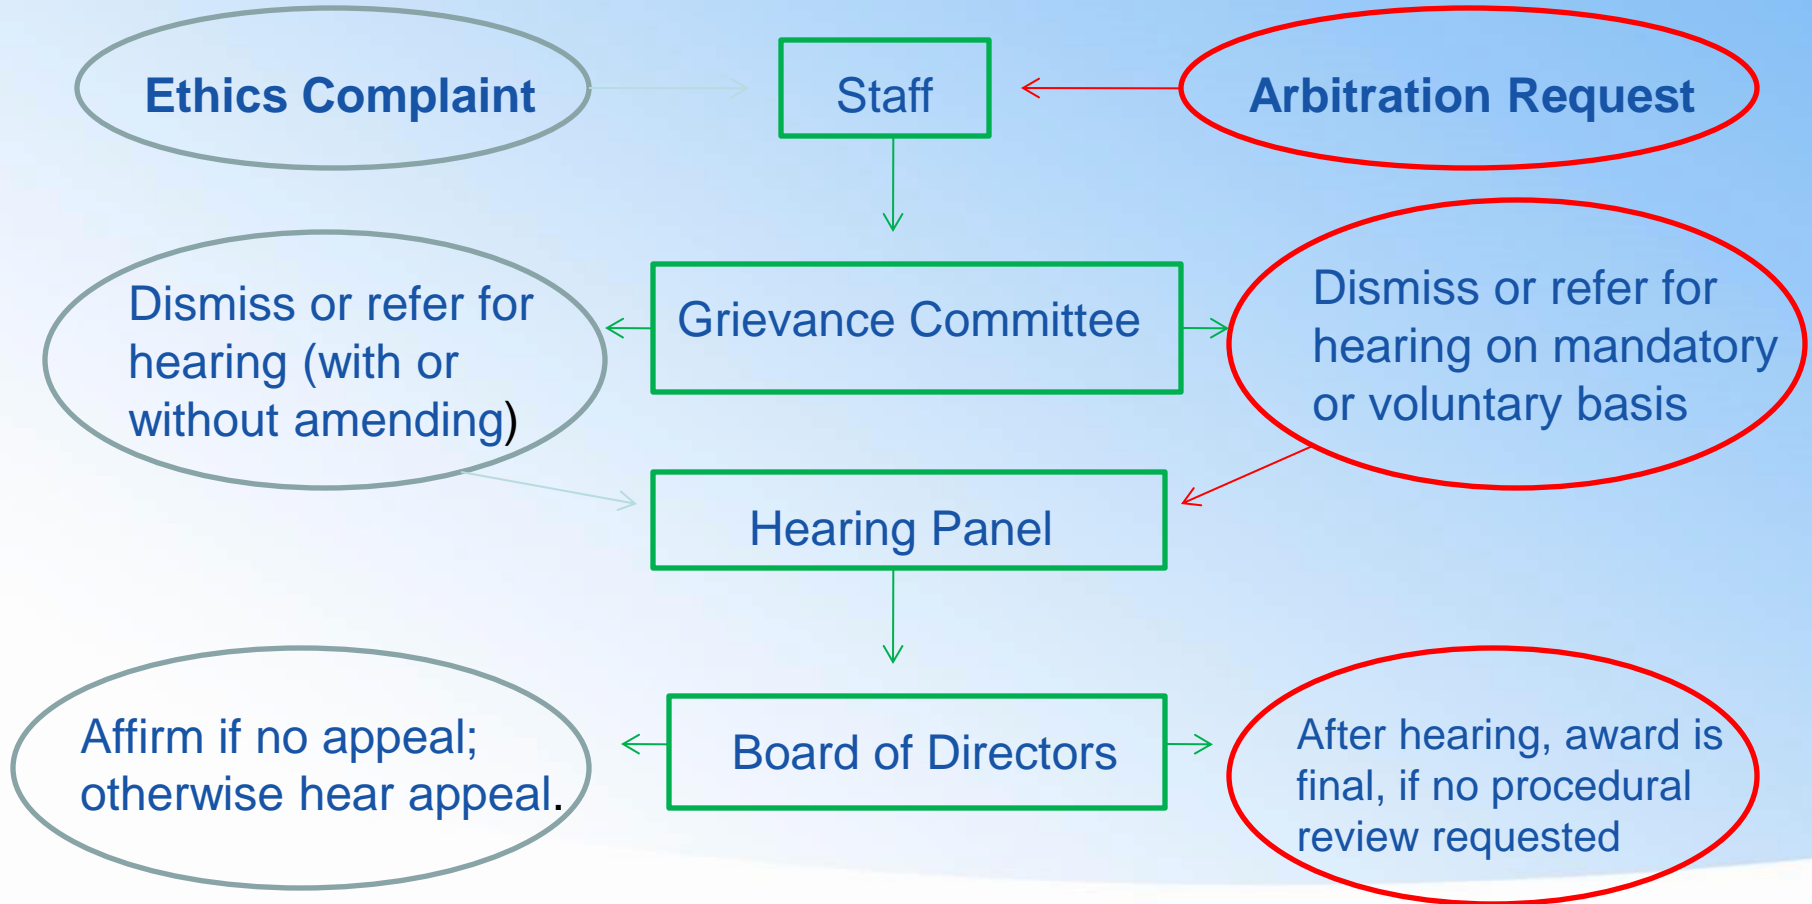 Ethics Complaint
Staff
Arbitration Request
Dismiss or refer for
hearing (with or
without amending)
Grievance Committee
Dismiss or refer for
hearing on mandatory
or voluntary basis
Hearing Panel
Affirm if no appeal;
otherwise hear appeal.
Board of Directors
After hearing, award is
final, if no procedural
review requested